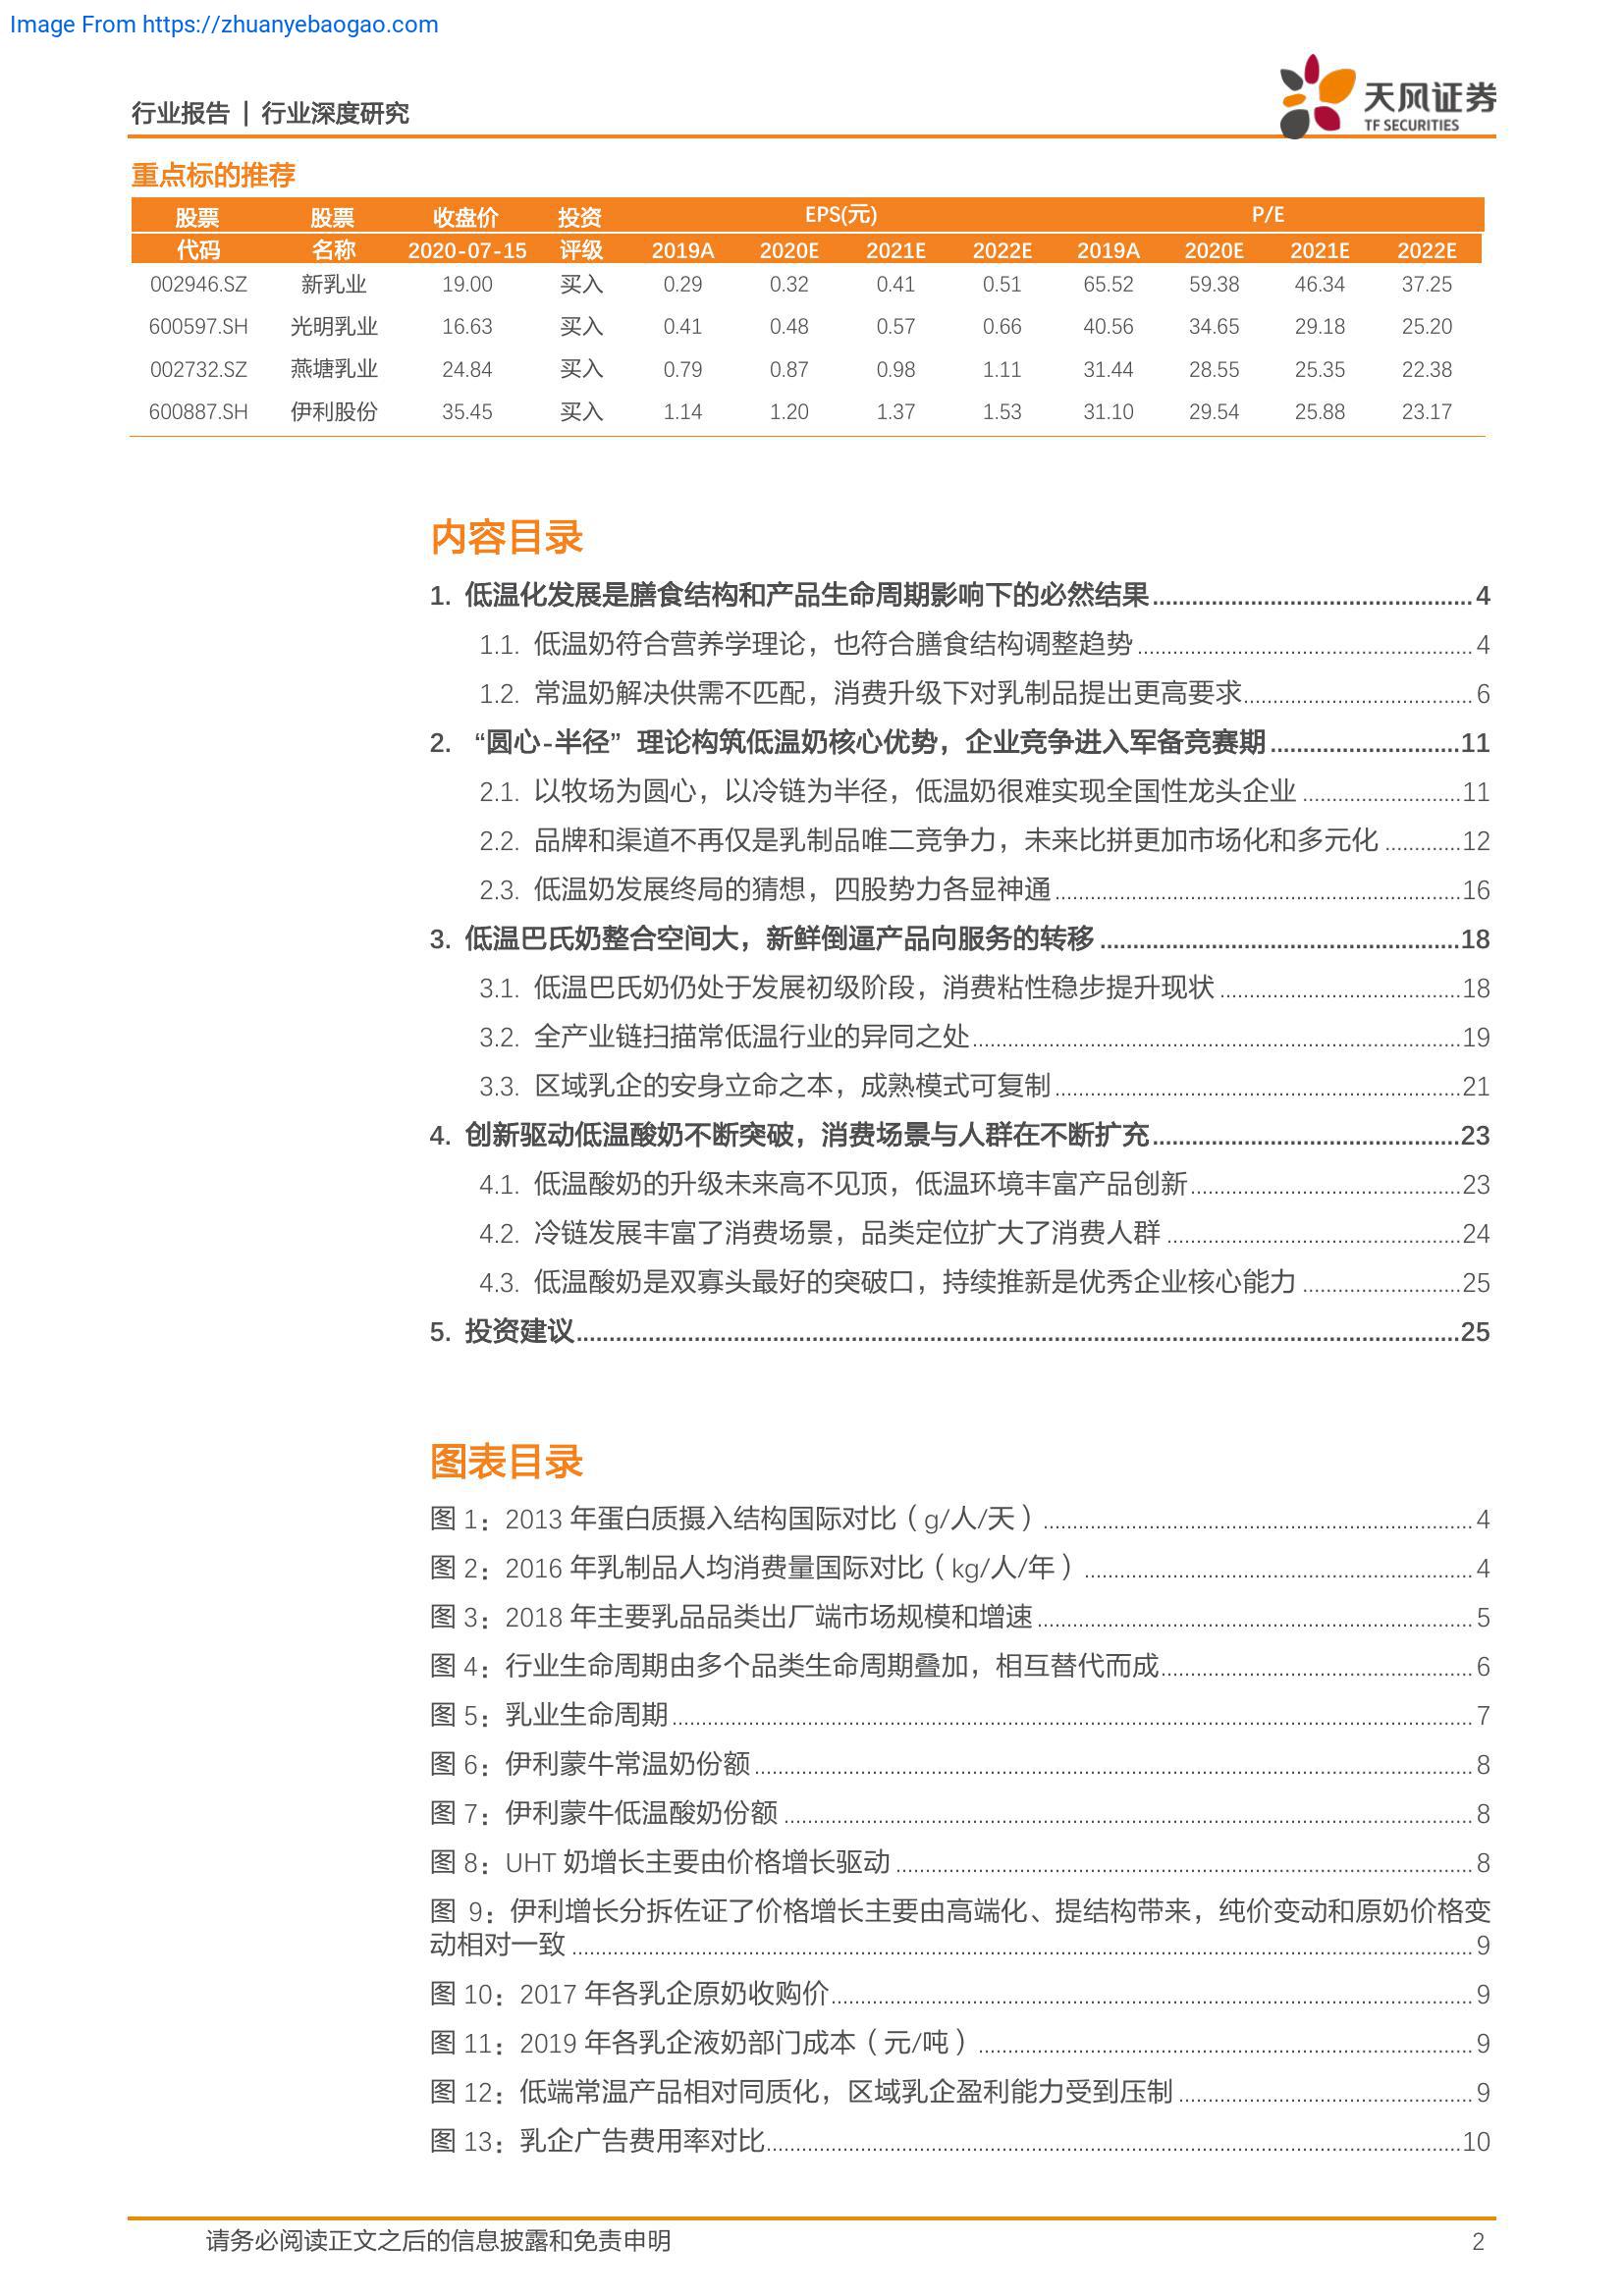 Image From https://zhuanyebaogao.com
行业报告 | 行业深度研究
天风证券
TF SECURITIES
重点标的推荐
股票 股票 收盘价 投资 EPS(元) P/E
代码 名称 2020-07-15 评级 2019A 2020E 2021E 2022E 2019A 2020E 2021E 2022E
002946.SZ 新乳业 19.00 买入 0.29 0.32 0.41 0.51 65.52 59.38 46.34 37.25
600597.SH 光明乳业 16.63 买入 0.41 0.48 0.57 0.66 40.56 34.65 29.18 25.20
002732.SZ 燕塘乳业 24.84 买入 0.79 0.87 0.98 1.11 31.44 28.55 25.35 22.38
600887.SH 伊利股份 35.45 买入 1.14 1.20 1.37 1.53 31.10 29.54 25.88 23.17
内容目录
1. 低温化发展是膳食结构和产品生命周期影响下的必然结果 4
1.1. 低温奶符合营养学理论，也符合膳食结构调整趋势 4
1.2. 常温奶解决供需不匹配，消费升级下对乳制品提出更高要求 6
2. “圆心-半径”理论构筑低温奶核心优势，企业竞争进入军备竞赛期 11
2.1. 以牧场为圆心，以冷链为半径，低温奶很难实现全国性龙头企业 11
2.2. 品牌和渠道不再仅是乳制品唯二竞争力，未来比拼更加市场化和多元化 12
2.3. 低温奶发展终局的猜想，四股势力各显神通 16
3. 低温巴氏奶整合空间大，新鲜倒逼产品向服务的转移 18
3.1. 低温巴氏奶仍处于发展初级阶段，消费粘性稳步提升现状 18
3.2. 全产业链扫描常低温行业的异同之处 19
3.3. 区域乳企的安身立命之本，成熟模式可复制 21
4. 创新驱动低温酸奶不断突破，消费场景与人群在不断扩充 23
4.1. 低温酸奶的升级未来高不见顶，低温环境丰富产品创新 23
4.2. 冷链发展丰富了消费场景，品类定位扩大了消费人群 24
4.3. 低温酸奶是双寡头最好的突破口，持续推新是优秀企业核心能力 25
5. 投资建议 25
图表目录
图 1：2013 年蛋白质摄入结构国际对比（g/人/天） 4
图 2：2016 年乳制品人均消费量国际对比（kg/人/年） 4
图 3：2018 年主要乳品品类出厂端市场规模和增速 5
图 4：行业生命周期由多个品类生命周期叠加，相互替代而成 6
图 5：乳业生命周期 7
图 6：伊利蒙牛常温奶份额 8
图 7：伊利蒙牛低温酸奶份额 8
图 8：UHT 奶增长主要由价格增长驱动 8
图 9：伊利增长分拆佐证了价格增长主要由高端化、提结构带来，纯价变动和原奶价格变
动相对一致 9
图 10：2017 年各乳企原奶收购价 9
图 11：2019 年各乳企液奶部门成本（元/吨） 9
图 12：低端常温产品相对同质化，区域乳企盈利能力受到压制 9
图 13：乳企广告费用率对比 10
请务必阅读正文之后的信息披露和免责申明 2